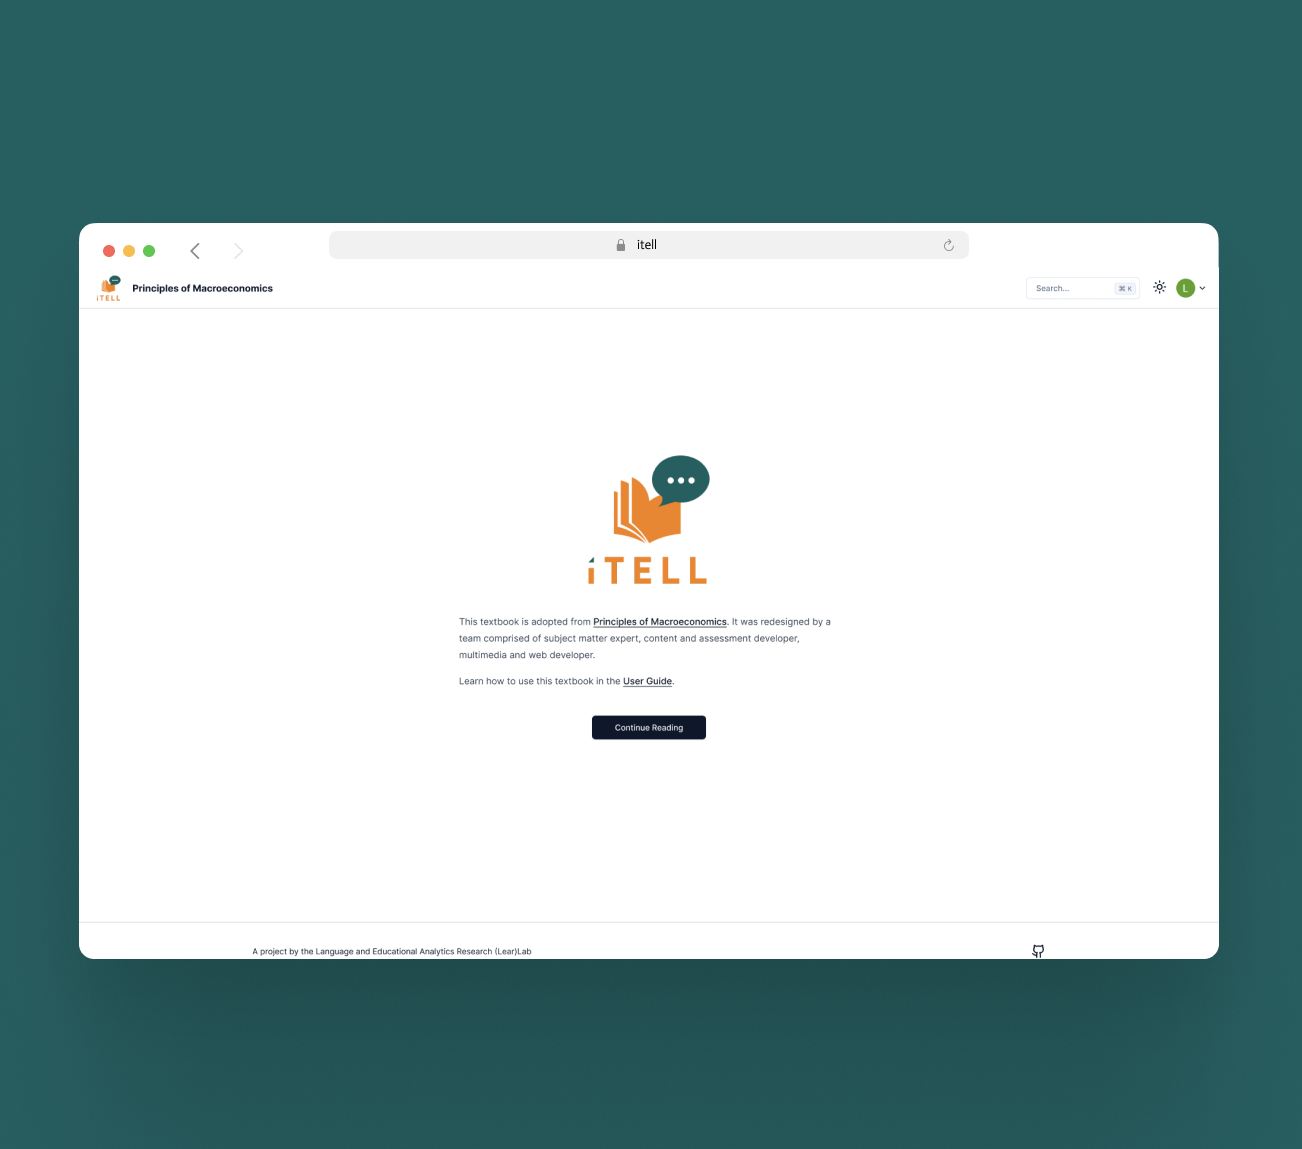 itell
iTELL
Principles of Macroeconomics
Search...
⌘ K
L
iTELL
This textbook is adopted from Principles of Macroeconomics. It was redesigned by a
team comprised of subject matter expert, content and assessment developer,
multimedia and web developer.
Learn how to use this textbook in the User Guide.
Continue Reading
A project by the Language and Educational Analytics Research (Lear)Lab